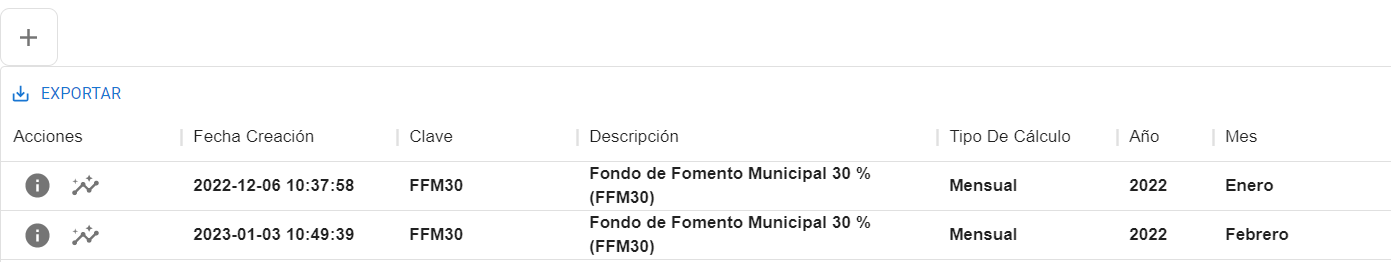 EXPORTAR
Acciones Fecha Creación Clave Descripción Tipo De Cálculo Año Mes
2022-12-06 10:37:58 FFM30 Fondo de Fomento Municipal 30 % (FFM30) Mensual 2022 Enero
2023-01-03 10:49:39 FFM30 Fondo de Fomento Municipal 30 % (FFM30) Mensual 2022 Febrero